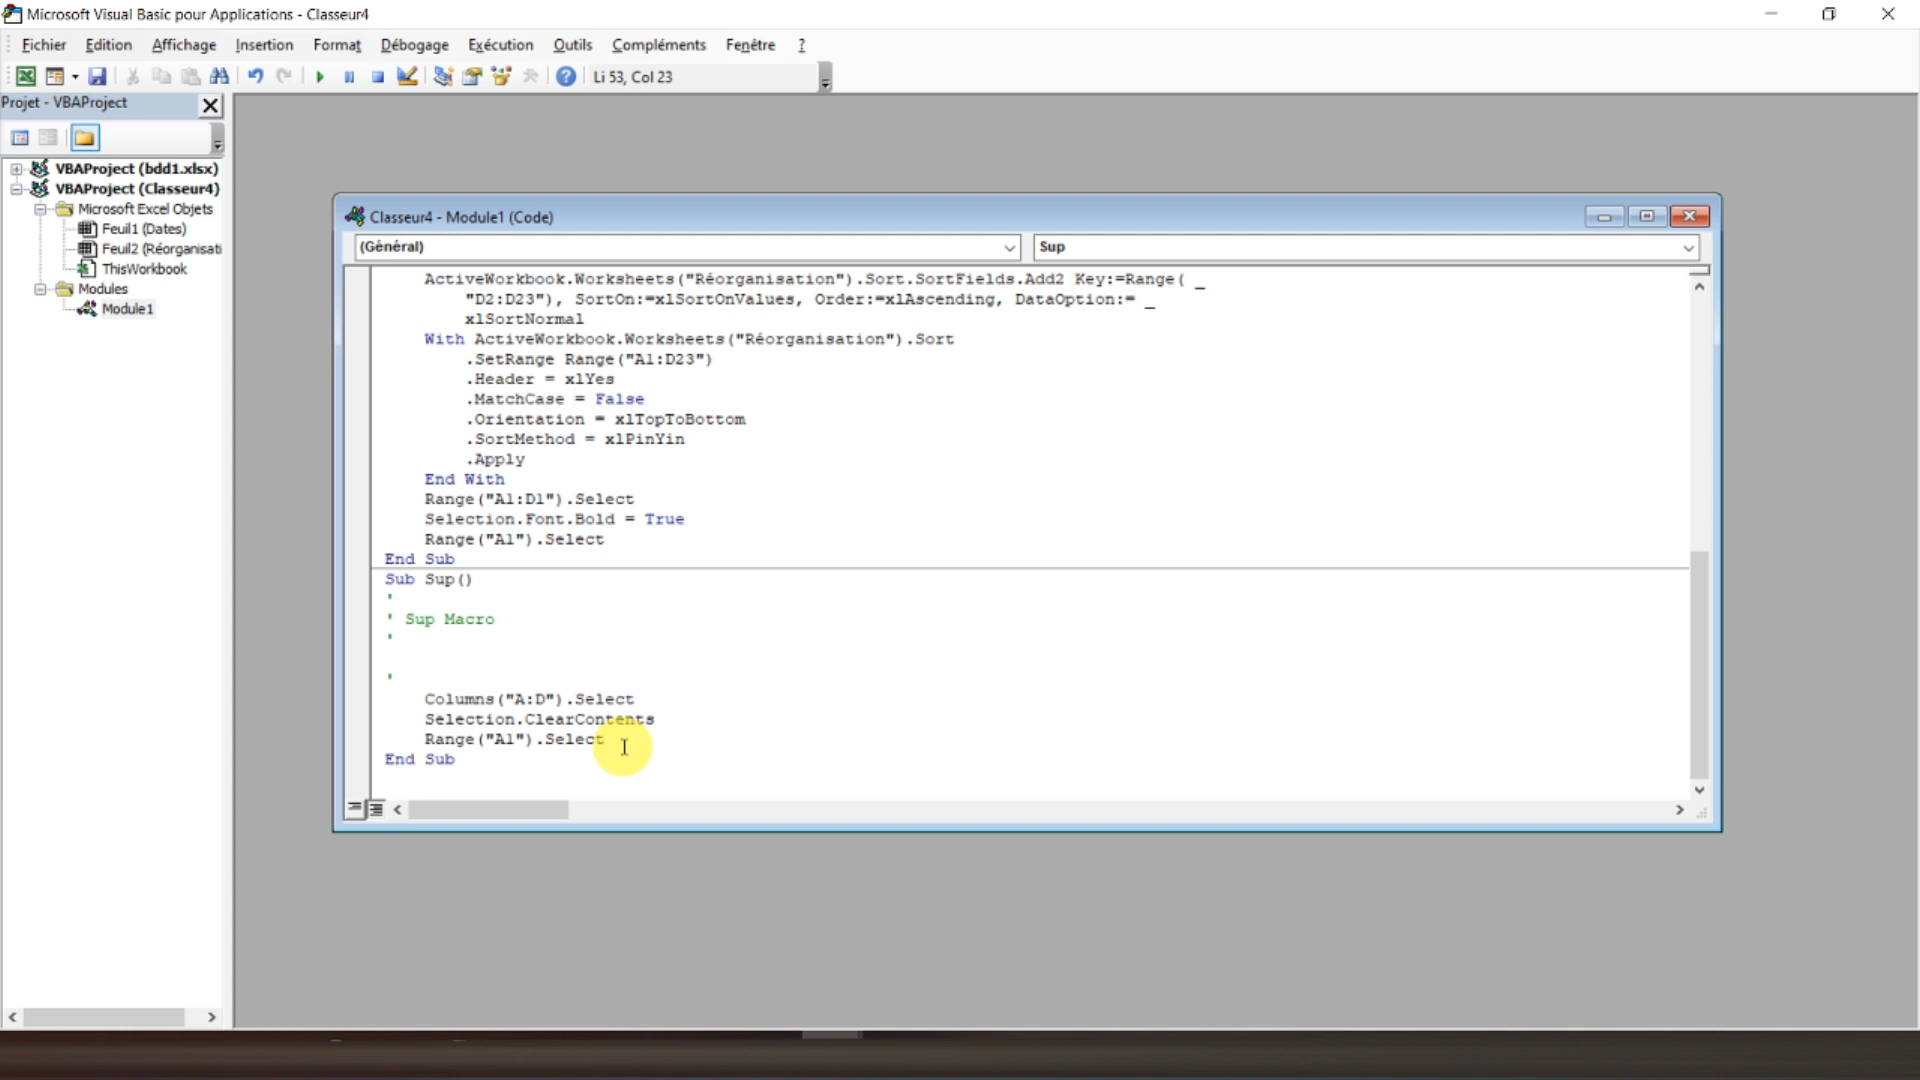 Microsoft Visual Basic pour Applications - Classeur4
Fichier Edition Affichage Insertion Format Débogage Exécution Outils Compléments Fenêtre ?
Li 53, Col 23
Projet - VBAProject
VBAProject (bdd1.xlsx)
VBAProject (Classeur4)
Microsoft Excel Objets
Feuil1 (Dates)
Feuil2 (Réorganisati
ThisWorkbook
Modules
Module1
Classeur4 - Module1 (Code)
(Général)
Sup
ActiveWorkbook.Worksheets("Réorganisation").Sort.SortFields.Add2 Key:=Range( _
"D2:D23"), SortOn:=xlSortOnValues, Order:=xlAscending, DataOption:= _
xlSortNormal
With ActiveWorkbook.Worksheets("Réorganisation").Sort
.SetRange Range("A1:D23")
.Header = xlYes
.MatchCase = False
.Orientation = xlTopToBottom
.SortMethod = xlPinYin
.Apply
End With
Range("A1:D1").Select
Selection.Font.Bold = True
Range("A1").Select
End Sub
Sub Sup()
'
' Sup Macro
'
'
Columns("A:D").Select
Selection.ClearContents
Range("A1").Select
End Sub